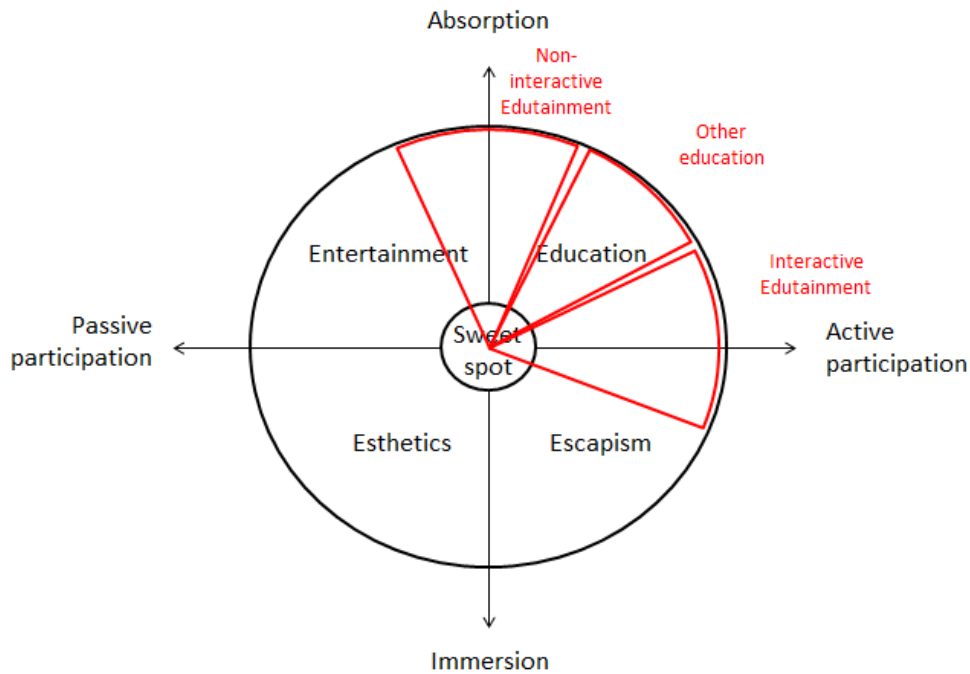 Absorption
Non-
interactive
Edutainment
Other
education
Entertainment
Education
Interactive
Edutainment
Passive
participation
Sweet
spot
Active
participation
Esthetics
Escapism
Immersion